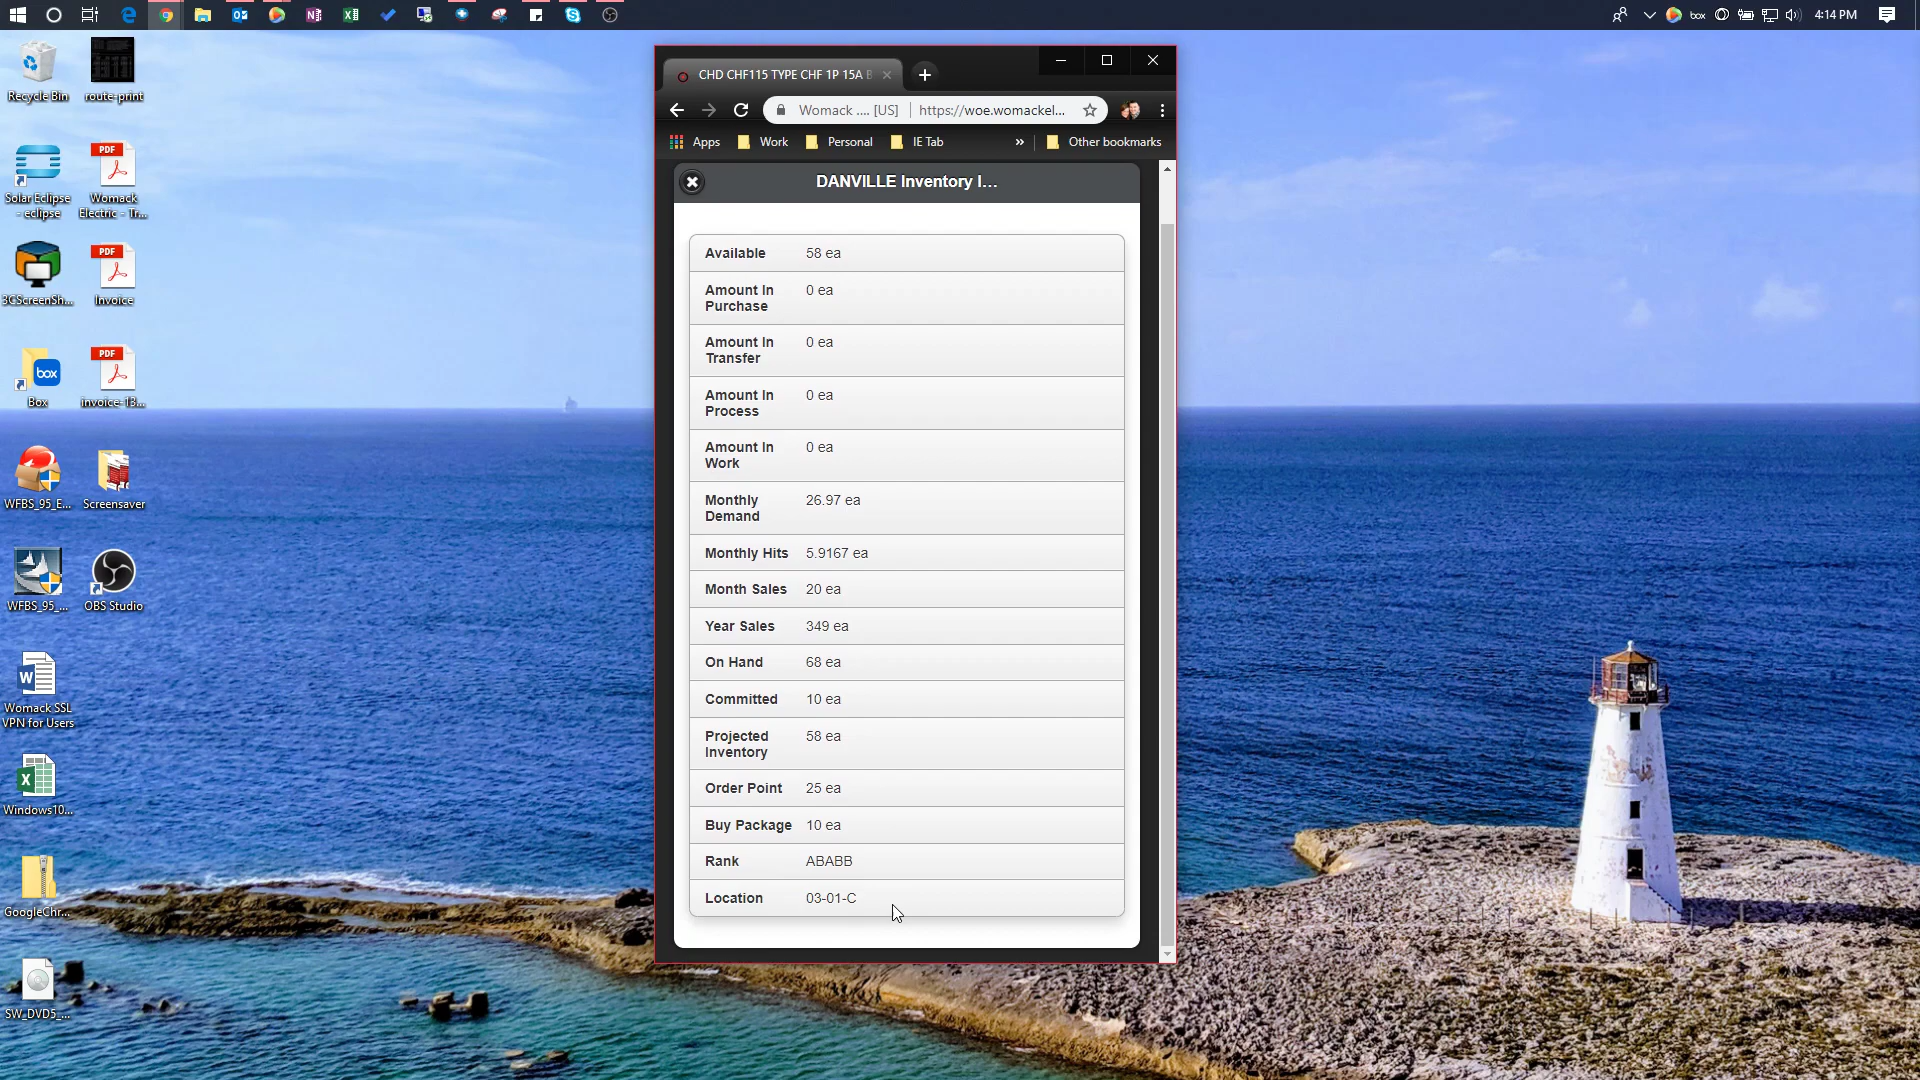 4:14 PM
Recycle Bin
route-print
Solar Eclipse
- eclipse
Womack
Electric - Tr...
3CScreenSh...
Invoice
Box
invoice-13...
WFBS_95_E...
Screensaver
WFBS_95_...
OBS Studio
Womack SSL
VPN for Users
Windows10...
GoogleChr...
SW_DVD5_...
CHD CHF115 TYPE CHF 1P 15A B
Womack .... [US] | https://woe.womackel...
Apps Work Personal IE Tab » Other bookmarks
DANVILLE Inventory I...
Available 58 ea
Amount In
Purchase 0 ea
Amount In
Transfer 0 ea
Amount In
Process 0 ea
Amount In
Work 0 ea
Monthly
Demand 26.97 ea
Monthly Hits 5.9167 ea
Month Sales 20 ea
Year Sales 349 ea
On Hand 68 ea
Committed 10 ea
Projected
Inventory 58 ea
Order Point 25 ea
Buy Package 10 ea
Rank ABABB
Location 03-01-C